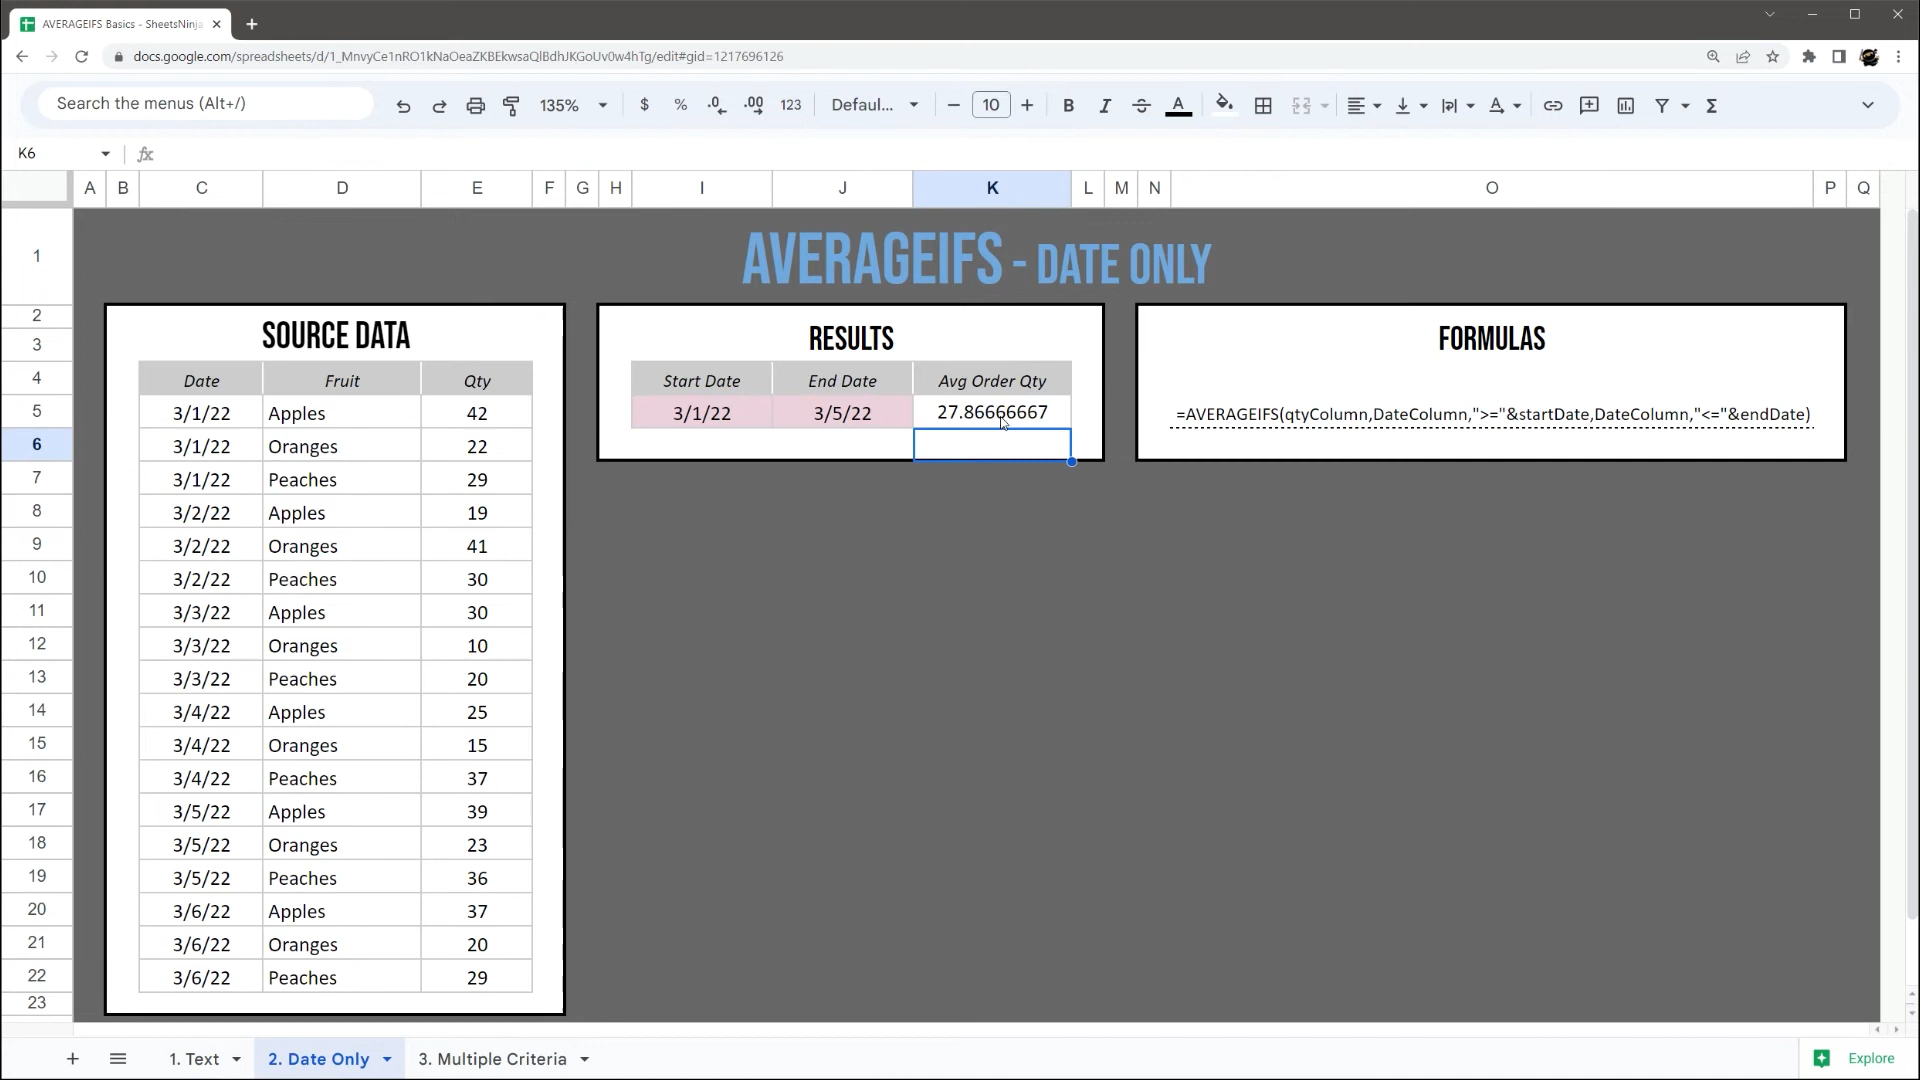 AVERAGEIFS Basics - SheetsNinja
docs.google.com/spreadsheets/d/1_MnvyCe1nRO1kNaOeaZKBEkwsaQlBdhJKGoUv0w4hTg/edit#gid=1217696126
Search the menus (Alt+/) 135% $ % .0 .00 123 Defaul... 10 B I S A
K6 fx
A B C D E F G H I J K L M N O P Q
1 AVERAGEIFS - DATE ONLY
2
3 SOURCE DATA RESULTS FORMULAS
4 Date Fruit Qty Start Date End Date Avg Order Qty
5 3/1/22 Apples 42 3/1/22 3/5/22 27.86666667 =AVERAGEIFS(qtyColumn,DateColumn,">="&startDate,DateColumn,"<="&endDate)
6 3/1/22 Oranges 22
7 3/1/22 Peaches 29
8 3/2/22 Apples 19
9 3/2/22 Oranges 41
10 3/2/22 Peaches 30
11 3/3/22 Apples 30
12 3/3/22 Oranges 10
13 3/3/22 Peaches 20
14 3/4/22 Apples 25
15 3/4/22 Oranges 15
16 3/4/22 Peaches 37
17 3/5/22 Apples 39
18 3/5/22 Oranges 23
19 3/5/22 Peaches 36
20 3/6/22 Apples 37
21 3/6/22 Oranges 20
22 3/6/22 Peaches 29
23
1. Text 2. Date Only 3. Multiple Criteria Explore